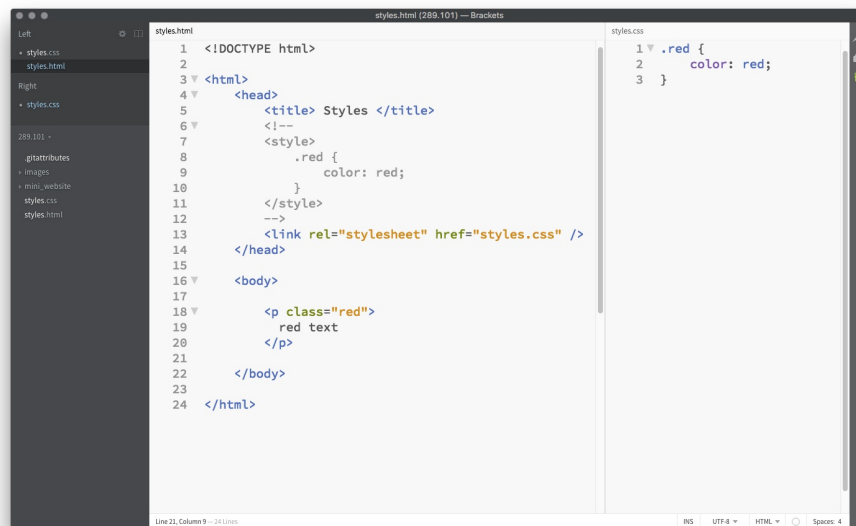 styles.html (289.101) — Brackets
Left
styles.css
styles.html
Right
styles.css
289.101
.gitattributes
images
mini_website
styles.css
styles.html
styles.html
1 <!DOCTYPE html>
2
3 <html>
4 <head>
5 <title> Styles </title>
6 <!--
7 <style>
8 .red {
9 color: red;
10 }
11 </style>
12 -->
13 <link rel="stylesheet" href="styles.css" />
14 </head>
15
16 <body>
17
18 <p class="red">
19 red text
20 </p>
21
22 </body>
23
24 </html>
styles.css
1 .red {
2 color: red;
3 }
Line 21, Column 9 — 24 Lines
INS UTF-8 HTML Spaces: 4